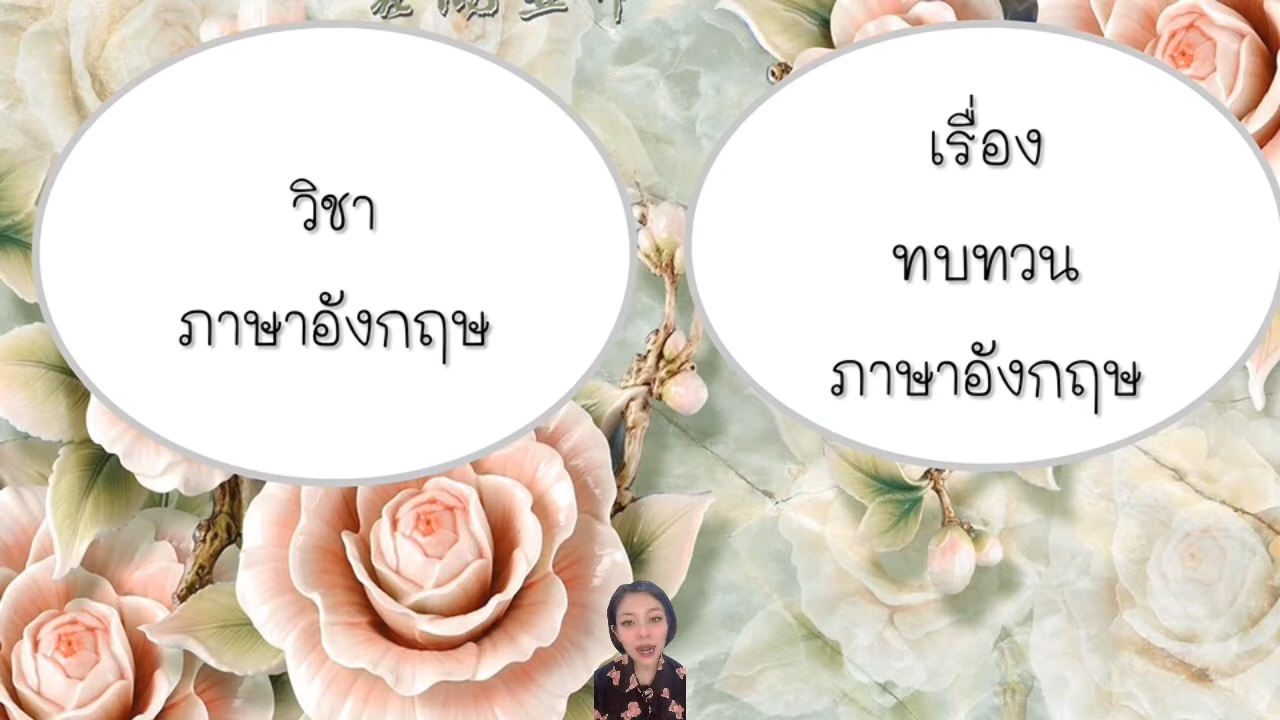 วิชา
ภาษาอังกฤษ
เรื่อง
ทบทวน
ภาษาอังกฤษ